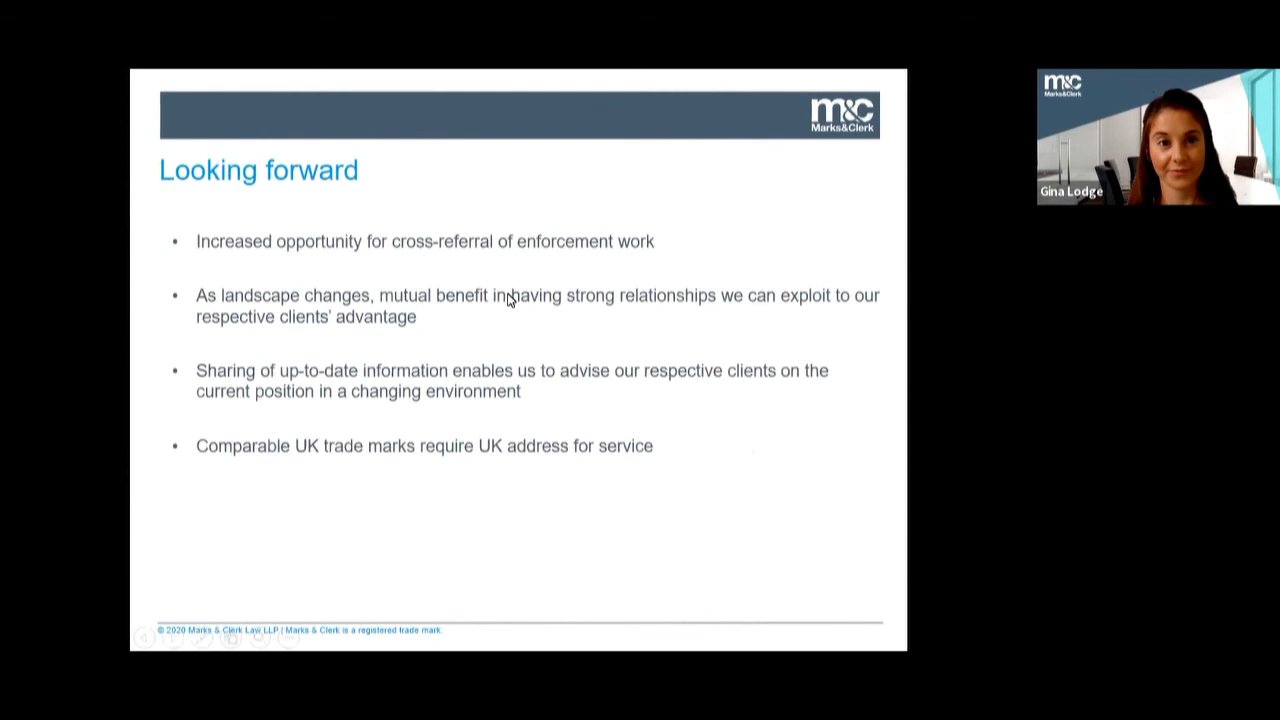 m&c
Marks&Clerk
Looking forward
• Increased opportunity for cross-referral of enforcement work
• As landscape changes, mutual benefit in having strong relationships we can exploit to our
respective clients' advantage
• Sharing of up-to-date information enables us to advise our respective clients on the
current position in a changing environment
• Comparable UK trade marks require UK address for service
© 2020 Marks & Clerk Law LLP | Marks & Clerk is a registered trade mark.
m&c
Marks&Clerk
Gina Lodge